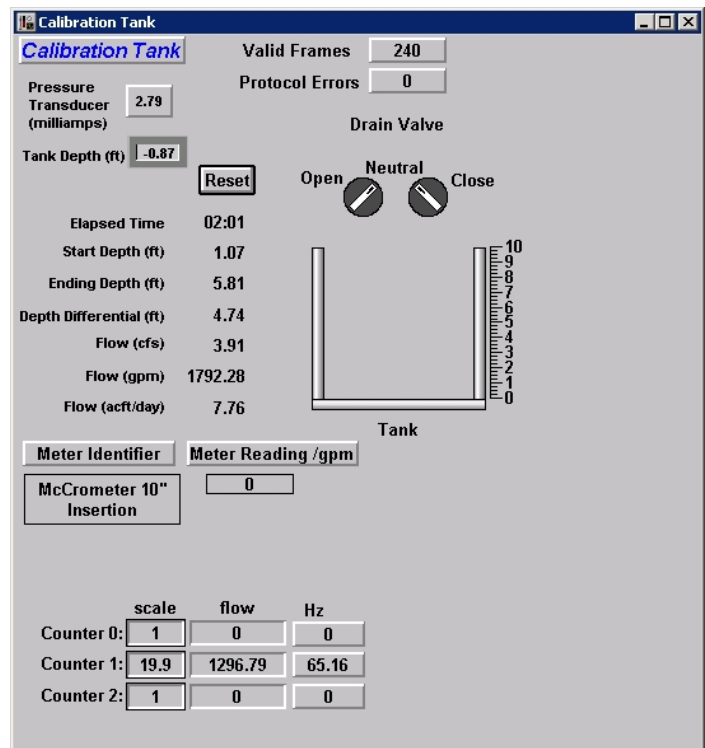 Calibration Tank
Calibration Tank
Valid Frames 240
Protocol Errors 0
Pressure
Transducer
(milliamps)
2.79
Tank Depth (ft) -0.87
Reset
Drain Valve
Open Neutral Close
Elapsed Time 02:01
Start Depth (ft) 1.07
Ending Depth (ft) 5.81
Depth Differential (ft) 4.74
Flow (cfs) 3.91
Flow (gpm) 1792.28
Flow (acft/day) 7.76
10
9
8
7
6
5
4
3
2
1
0
Tank
Meter Identifier Meter Reading /gpm
McCrometer 10"
Insertion
0
scale flow Hz
Counter 0: 1 0 0
Counter 1: 19.9 1296.79 65.16
Counter 2: 1 0 0